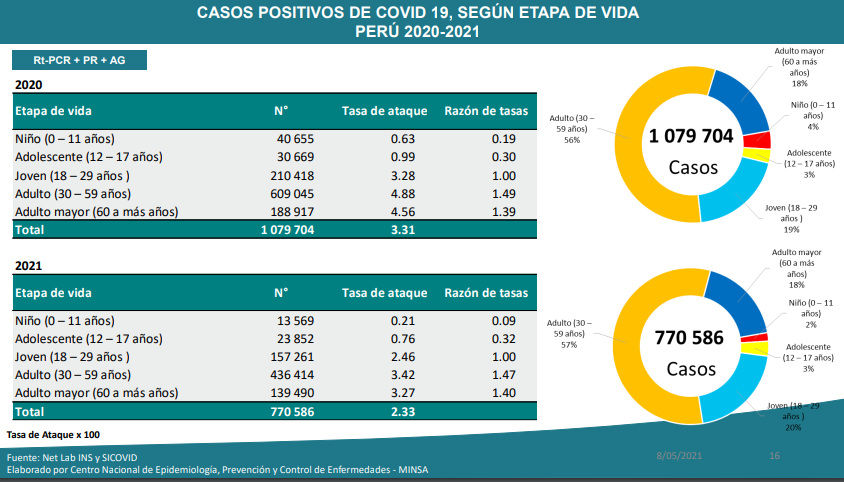 CASOS POSITIVOS DE COVID 19, SEGÚN ETAPA DE VIDA
PERÚ 2020-2021
Rt-PCR + PR + AG
2020
Etapa de vida N° Tasa de ataque Razón de tasas
Niño (0 – 11 años) 40 655 0.63 0.19
Adolescente (12 – 17 años) 30 669 0.99 0.30
Joven (18 – 29 años ) 210 418 3.28 1.00
Adulto (30 – 59 años) 609 045 4.88 1.49
Adulto mayor (60 a más años) 188 917 4.56 1.39
Total 1 079 704 3.31
Adulto mayor
(60 a más
años)
18%
Niño (0 – 11
años)
4%
Adolescente
(12 – 17 años)
3%
Joven (18 – 29
años )
19%
Adulto (30 –
59 años)
56%
1 079 704
Casos
2021
Etapa de vida N° Tasa de ataque Razón de tasas
Niño (0 – 11 años) 13 569 0.21 0.09
Adolescente (12 – 17 años) 23 852 0.76 0.32
Joven (18 – 29 años ) 157 261 2.46 1.00
Adulto (30 – 59 años) 436 414 3.42 1.47
Adulto mayor (60 a más años) 139 490 3.27 1.40
Total 770 586 2.33
Adulto mayor
(60 a más
años)
18%
Niño (0 – 11
años)
2%
Adolescente
(12 – 17 años)
3%
Joven (18 – 29
años )
20%
Adulto (30 –
59 años)
57%
770 586
Casos
Tasa de Ataque x 100
Fuente: Net Lab INS y SICOVID
Elaborado por Centro Nacional de Epidemiología, Prevención y Control de Enfermedades - MINSA
8/05/2021 16